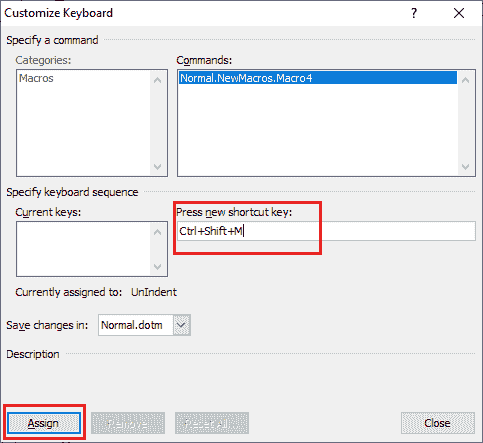 Customize Keyboard ? ×
Specify a command
Categories: Commands:
Macros Normal.NewMacros.Macro4
Specify keyboard sequence
Current keys: Press new shortcut key:
Ctrl+Shift+M
Currently assigned to: UnIndent
Save changes in: Normal.dotm
Description
Assign Remove Reset All... Close